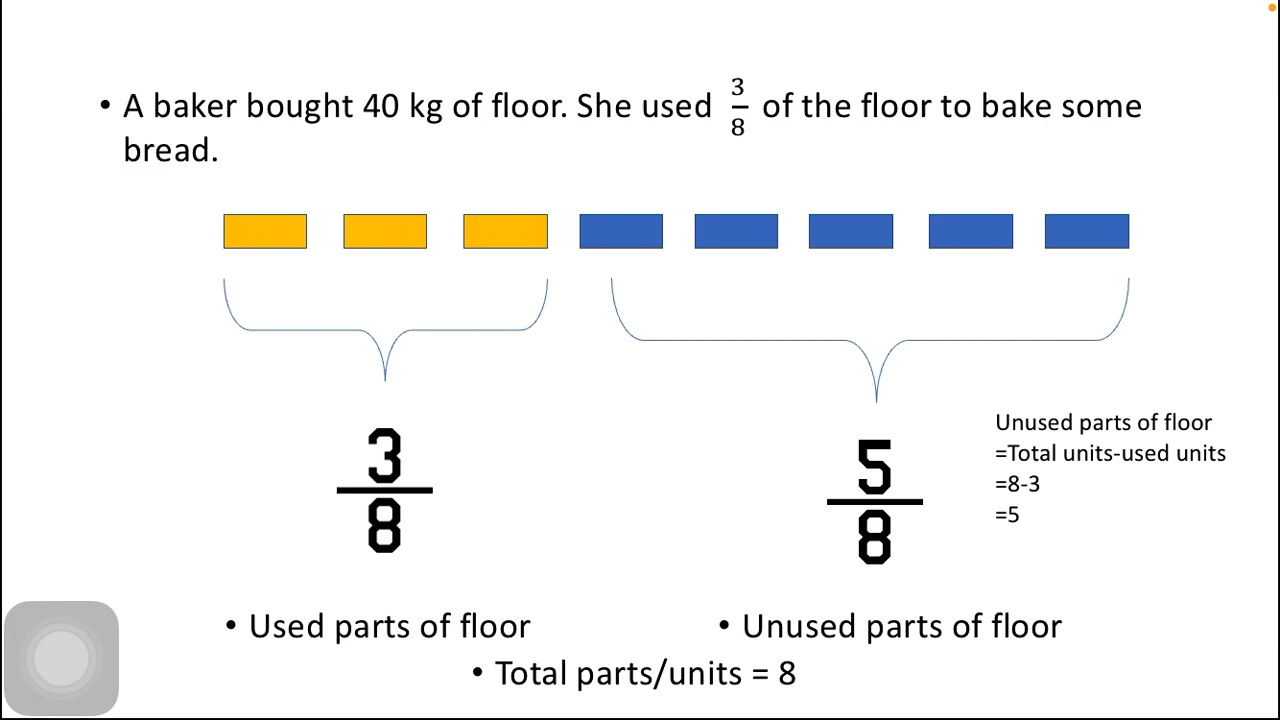 • A baker bought 40 kg of floor. She used 3/8 of the floor to bake some
bread.
3/8
5/8
Unused parts of floor
=Total units-used units
=8-3
=5
• Used parts of floor
• Unused parts of floor
• Total parts/units = 8